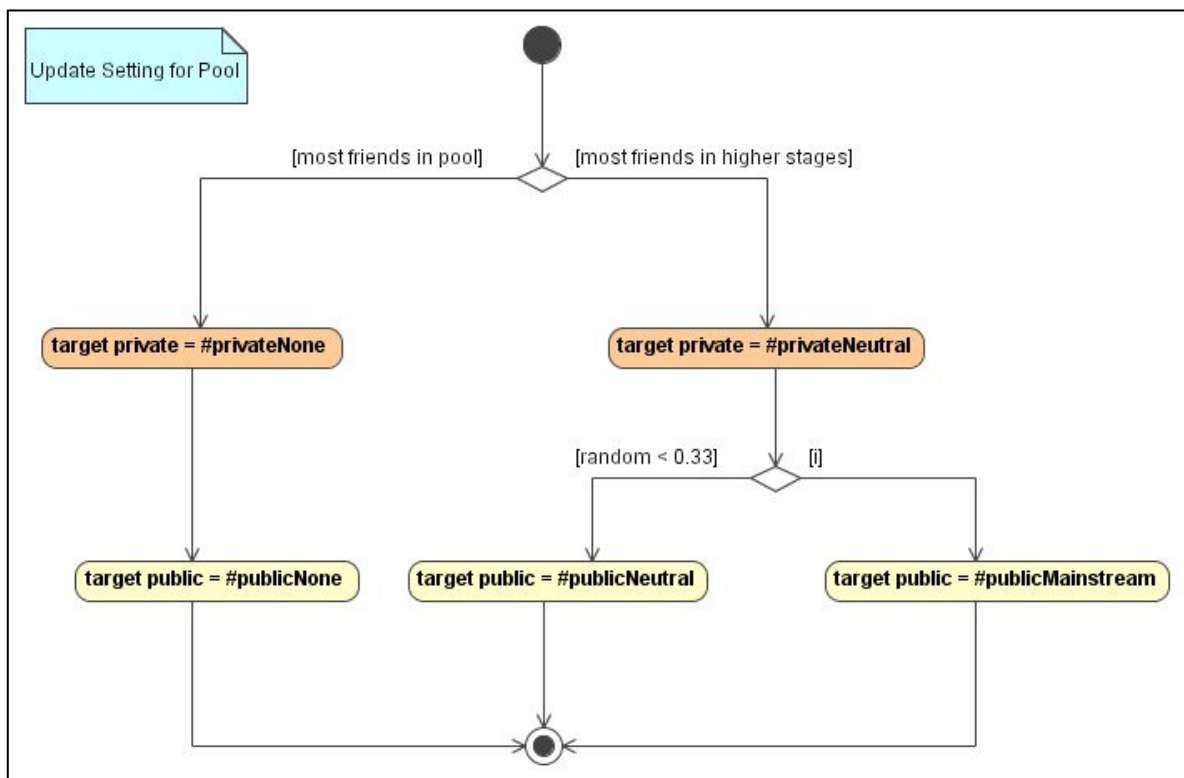 Update Setting for Pool
[most friends in pool]
[most friends in higher stages]
target private = #privateNone
target private = #privateNeutral
[random < 0.33]
[i]
target public = #publicNone
target public = #publicNeutral
target public = #publicMainstream